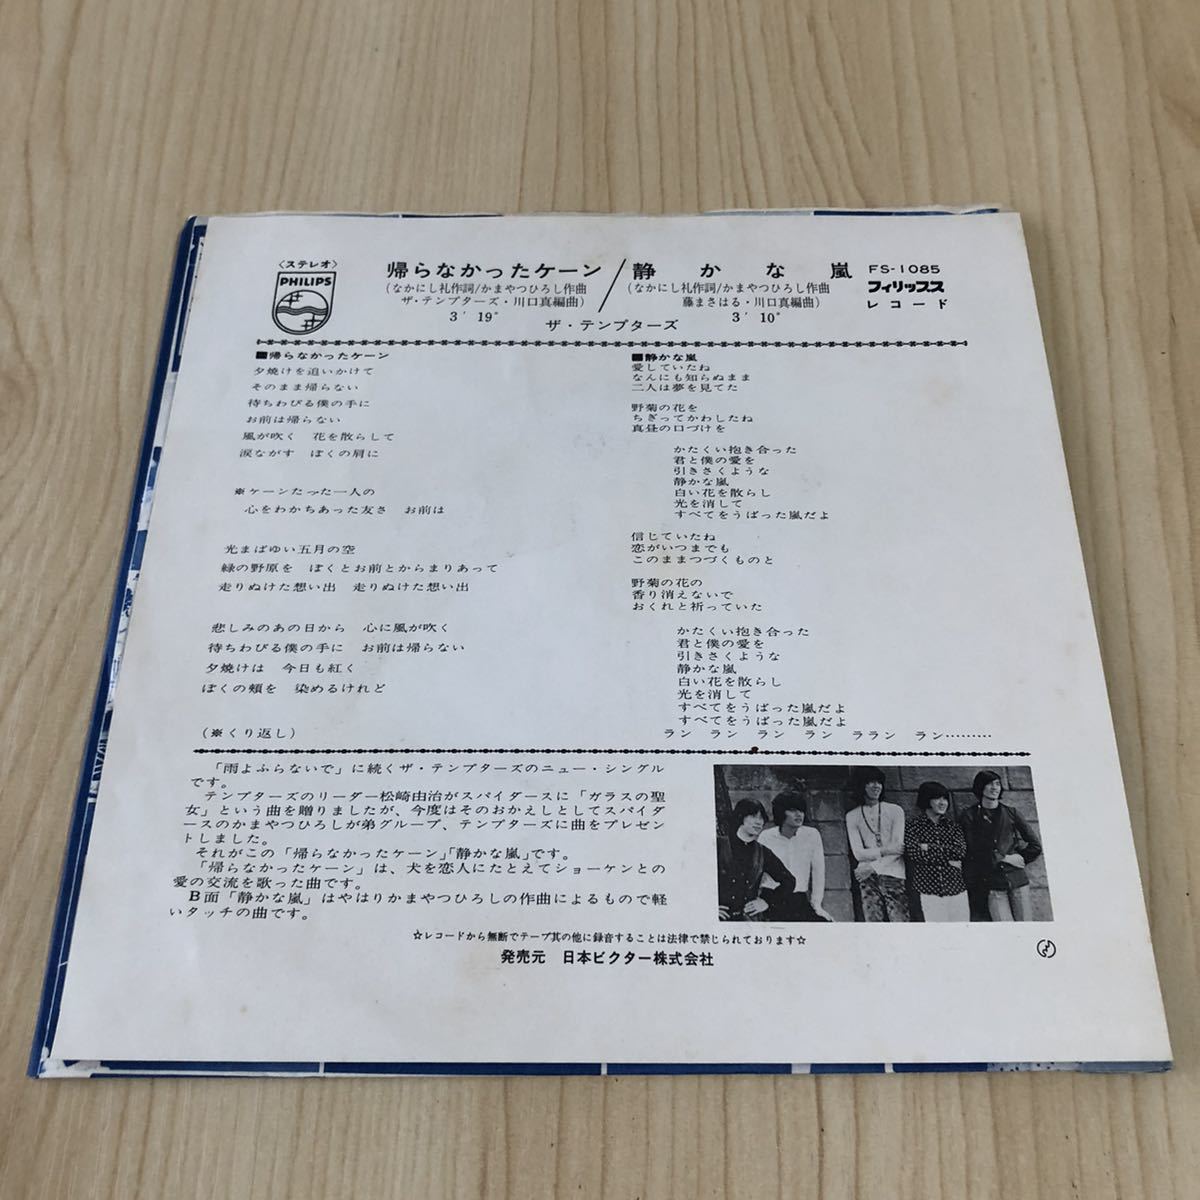 〈ステレオ〉
PHILIPS
帰らなかったケーン
(なかにし礼作詞/かまやつひろし作曲
ザ・テンプターズ・川口真編曲)
3′19″
/
静かな嵐
(なかにし礼作詞/かまやつひろし作曲
藤まさはる・川口真編曲)
3′10″
ザ・テンプターズ
FS-1085
フィリップス
レコード
■帰らなかったケーン
夕燒けを追いかけて
そのまま帰らない
待ちわびる僕の手に
お前は帰らない
風が吹く　花を散らして
涙ながす　ぼくの肩に
※ケーンたった一人の
心をわかちあった友さ　お前は
光まばゆい五月の空
緑の野原を　ぼくとお前とからまりあって
走りぬけた想い出　走りぬけた想い出
悲しみのあの日から　心に風が吹く
待ちわびる僕の手に　お前は帰らない
夕燒けは　今日も紅く
ぼくの頬を　染めるけれど
(※くり返し)
■静かな嵐
愛していたね
なんにも知らぬまま
二人は夢を見てた
野菊の花を
ちぎってかわしたね
真昼の口づけを
かたくい抱き合った
君と僕の愛を
引きさくような
静かな嵐
白い花を散らし
光を消して
すべてをうばった嵐だよ
信じていたね
恋がいつまでも
このままつづくものと
野菊の花の
香り消えないで
おくれと祈っていた
かたくい抱き合った
君と僕の愛を
引きさくような
静かな嵐
白い花を散らし
光を消して
すべてをうばった嵐だよ
すべてをうばった嵐だよ
ラン　ラン　ラン　ラン　ララン　ラン………
「雨よふらないで」に続くザ・テンプターズのニュー・シングル
です。
テンプターズのリーダー松崎由治がスパイダースに「ガラスの聖
女」という曲を贈りましたが、今度はそのおかえしとしてスパイダ
ースのかまやつひろしが弟グループ、テンプターズに曲をプレゼン
トしました。
それがこの「帰らなかったケーン」「静かな嵐」です。
「帰らなかったケーン」は、犬を恋人にたとえてショーケンとの
愛の交流を歌った曲です。
B面「静かな嵐」はやはりかまやつひろしの作曲によるもので軽
いタッチの曲です。
☆レコードから無断でテープ其の他に録音することは法律で禁じられております☆
発売元　日本ビクター株式会社